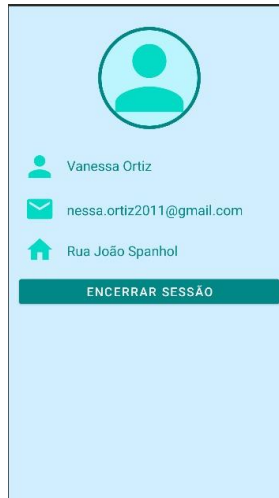 Vanessa Ortiz
nessa.ortiz2011@gmail.com
Rua João Spanhol
ENCERRAR SESSÃO